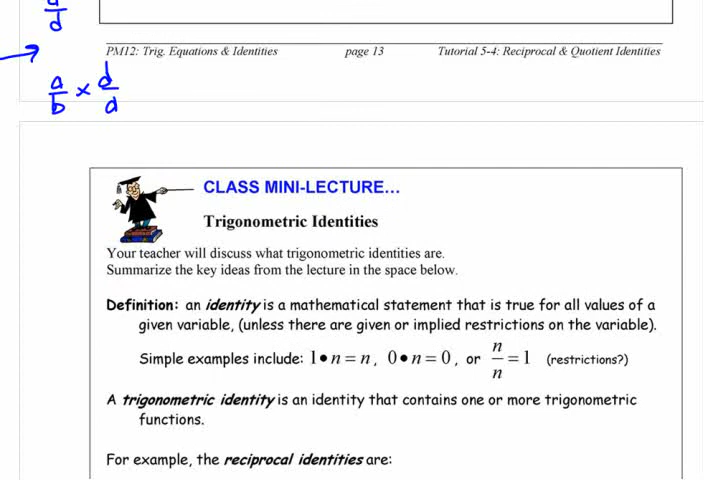 d
PM12: Trig. Equations & Identities page 13 Tutorial 5-4: Reciprocal & Quotient Identities
a/b × d/d
CLASS MINI-LECTURE…
Trigonometric Identities
Your teacher will discuss what trigonometric identities are.
Summarize the key ideas from the lecture in the space below.
Definition: an identity is a mathematical statement that is true for all values of a
given variable, (unless there are given or implied restrictions on the variable).
Simple examples include: 1•n = n, 0•n = 0, or n/n = 1 (restrictions?)
A trigonometric identity is an identity that contains one or more trigonometric
functions.
For example, the reciprocal identities are: